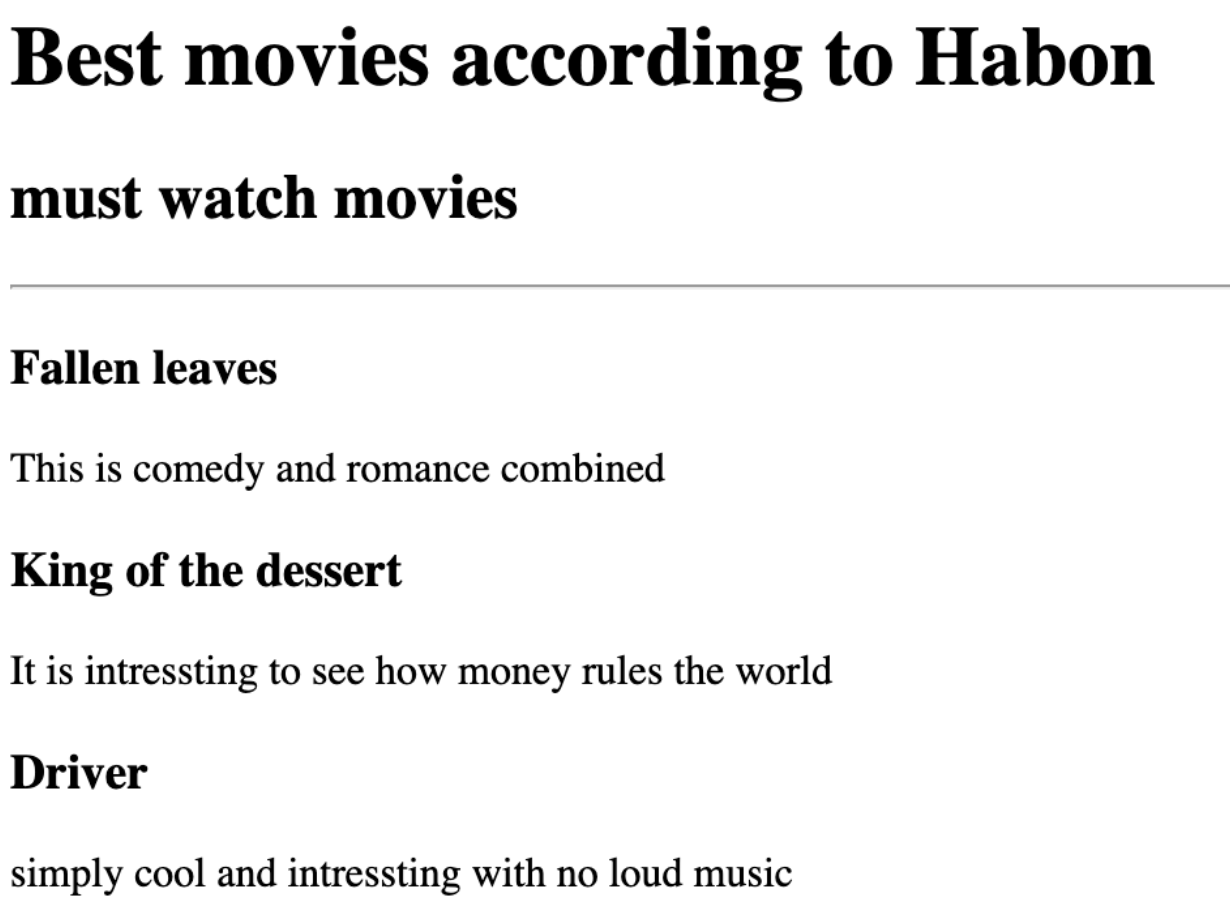 Best movies according to Habon
must watch movies
Fallen leaves
This is comedy and romance combined
King of the dessert
It is intressting to see how money rules the world
Driver
simply cool and intressting with no loud music